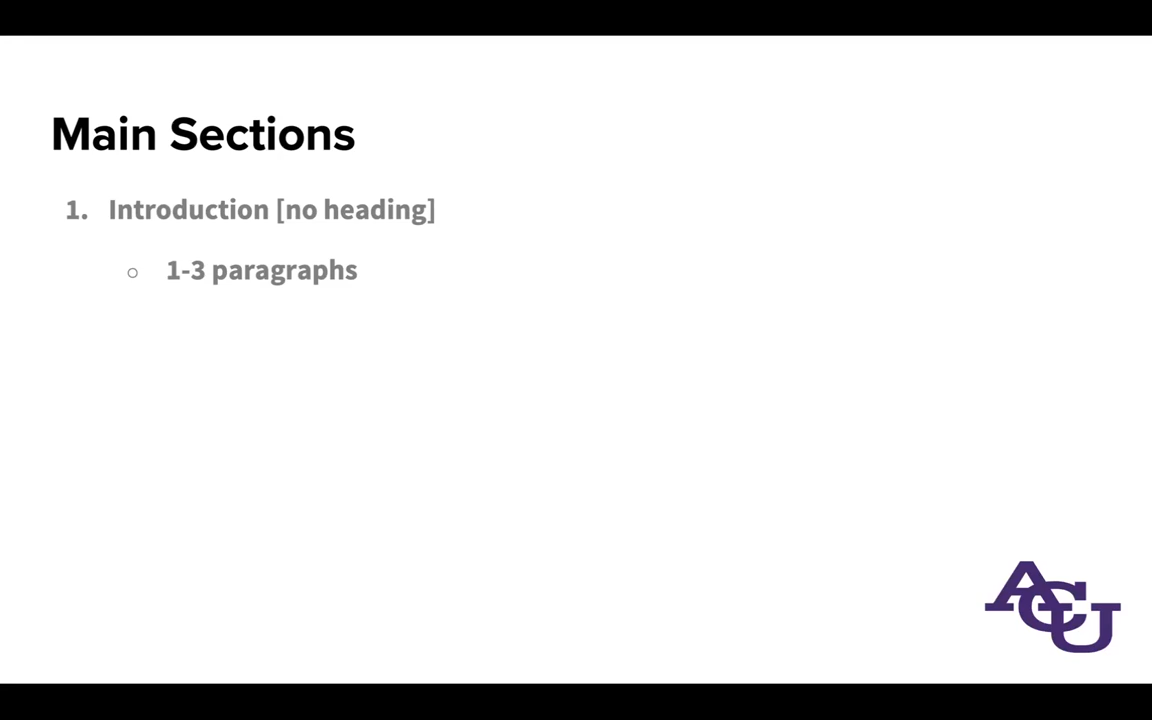 Main Sections
1. Introduction [no heading]
○ 1-3 paragraphs
ACU